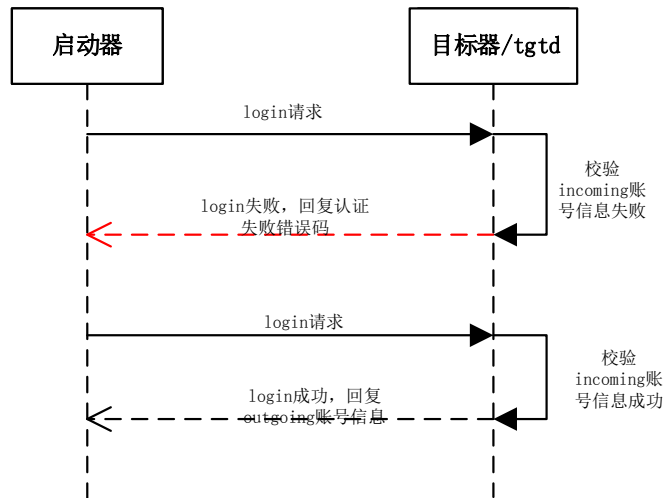 启动器
目标器/tgtd
login请求
校验
incoming账
号信息失败
login失败，回复认证
失败错误码
login请求
校验
incoming账
号信息成功
login成功，回复
outgoing账号信息